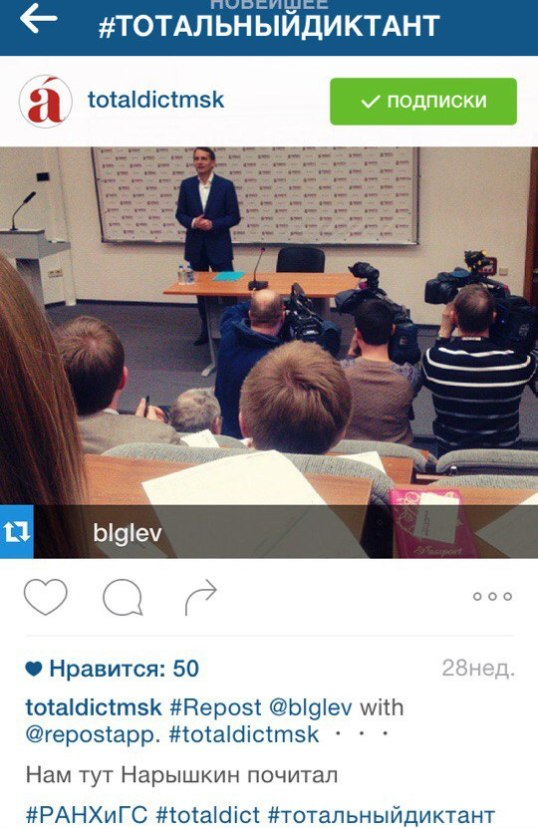 НОВЕЙШЕЕ
#ТОТАЛЬНЫЙДИКТАНТ
á
totaldictmsk
ПОДПИСКИ
blglev
Нравится: 50
28нед.
totaldictmsk #Repost @blglev with
@repostapp. #totaldictmsk ・・・
Нам тут Нарышкин почитал
#РАНХиГС #totaldict #тотальныйдиктант